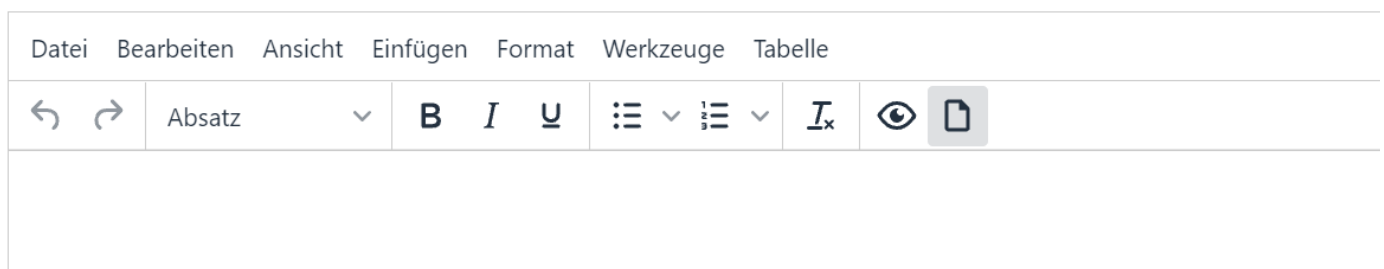 Datei Bearbeiten Ansicht Einfügen Format Werkzeuge Tabelle
Absatz B I U